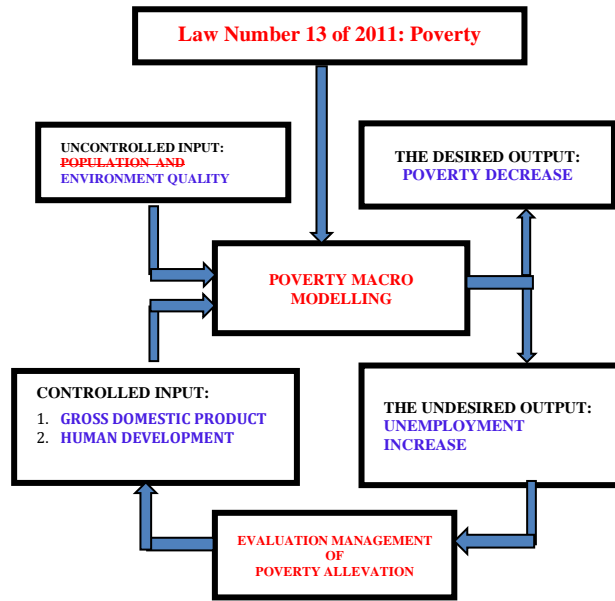 Law Number 13 of 2011: Poverty
UNCONTROLLED INPUT:
POPULATION AND
ENVIRONMENT QUALITY
THE DESIRED OUTPUT:
POVERTY DECREASE
POVERTY MACRO
MODELLING
CONTROLLED INPUT:
1. GROSS DOMESTIC PRODUCT
2. HUMAN DEVELOPMENT
THE UNDESIRED OUTPUT:
UNEMPLOYMENT
INCREASE
EVALUATION MANAGEMENT
OF
POVERTY ALLEVATION